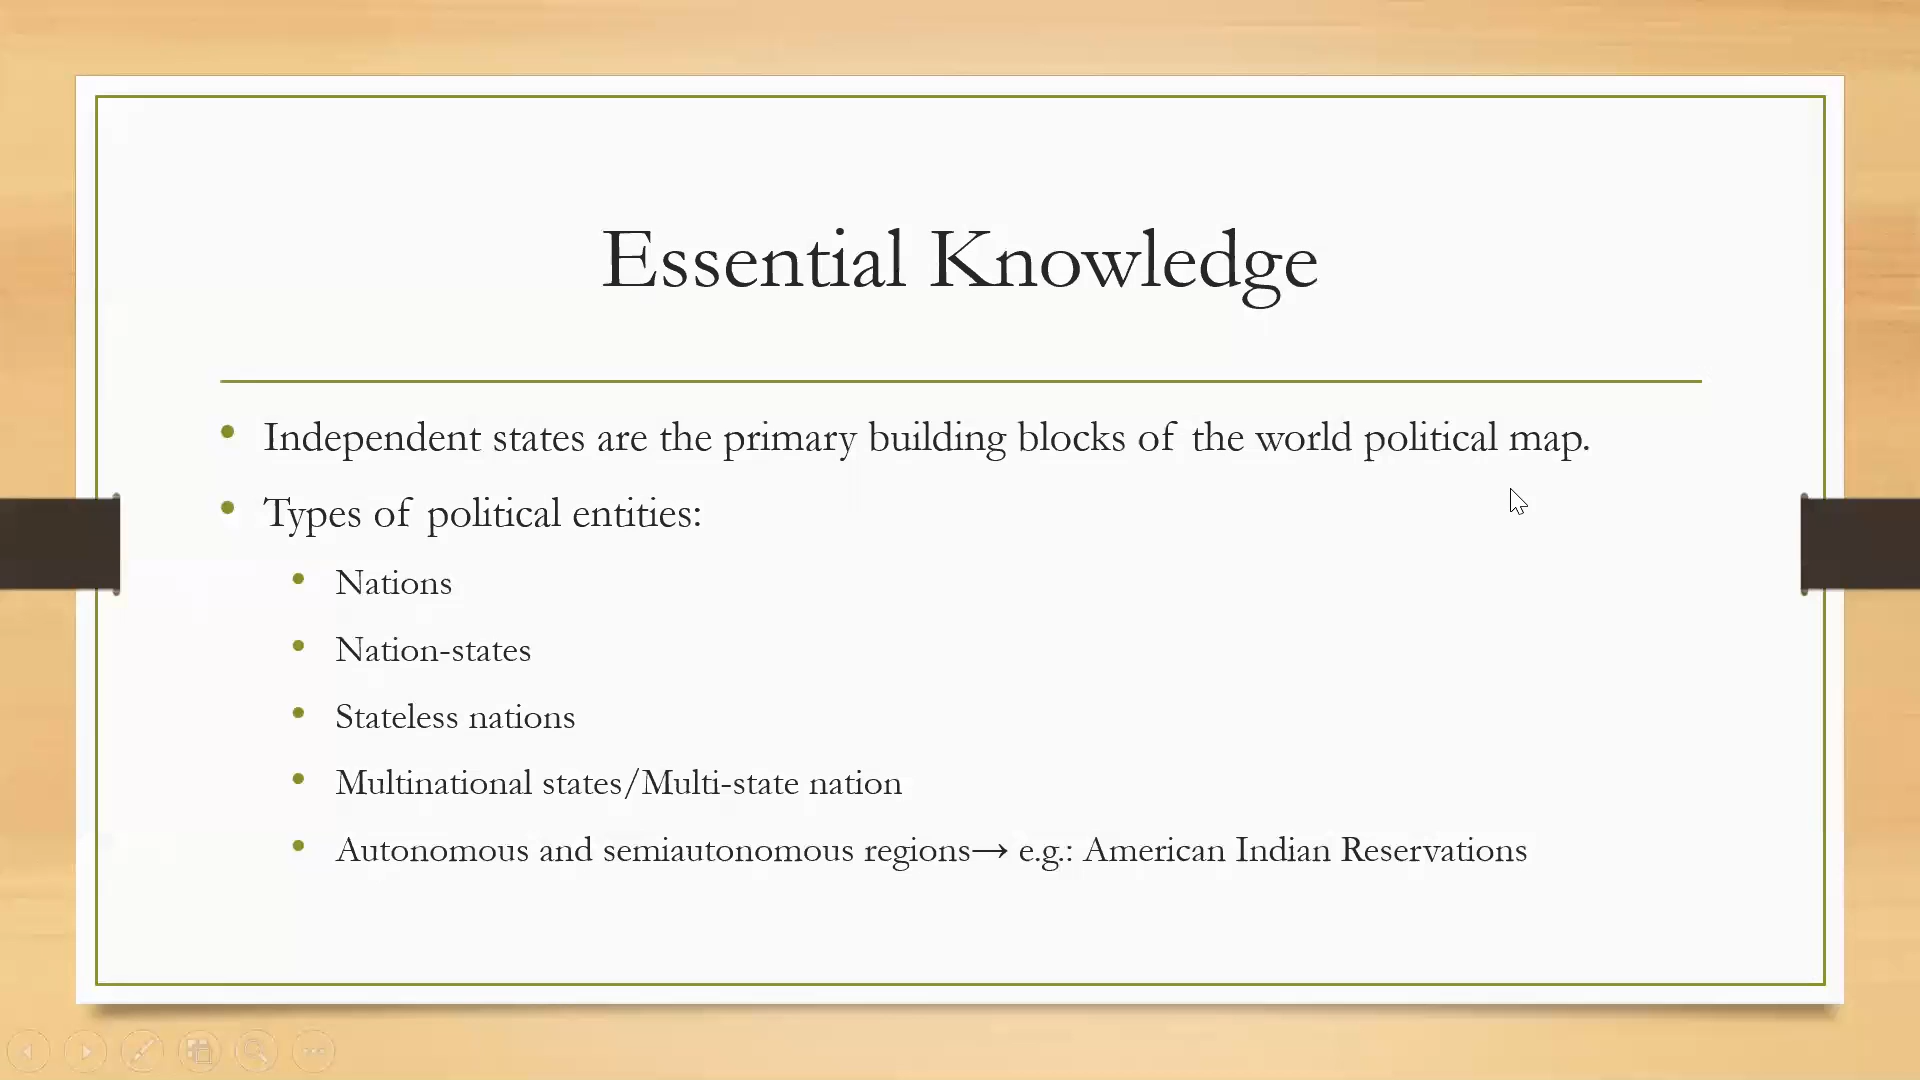 Essential Knowledge
• Independent states are the primary building blocks of the world political map.
• Types of political entities:
• Nations
• Nation-states
• Stateless nations
• Multinational states/Multi-state nation
• Autonomous and semiautonomous regions→ e.g.: American Indian Reservations